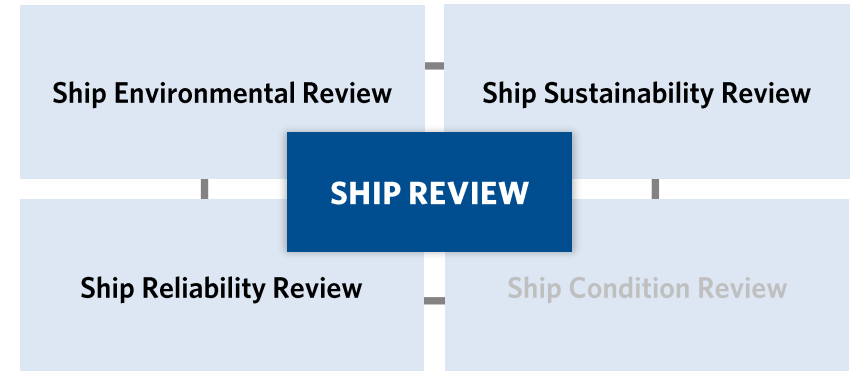 Ship Environmental Review
Ship Sustainability Review
SHIP REVIEW
Ship Reliability Review
Ship Condition Review